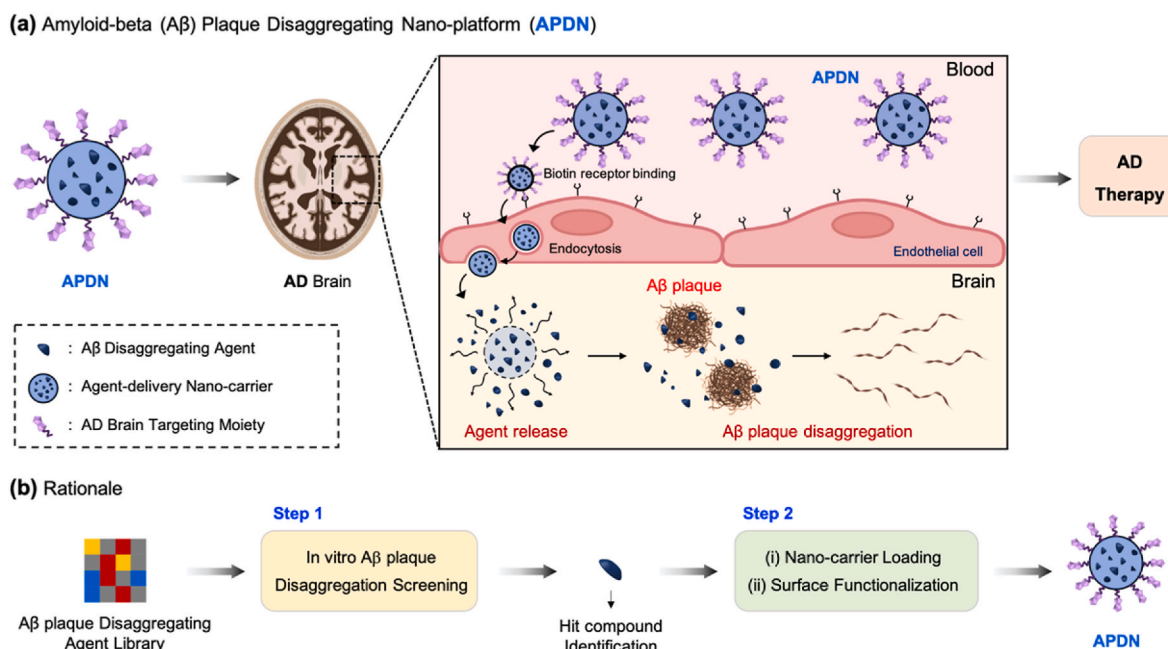 (a) Amyloid-beta (Aβ) Plaque Disaggregating Nano-platform (APDN)
Blood
APDN
Biotin receptor binding
Endocytosis
Endothelial cell
Brain
Aβ plaque
Agent release
Aβ plaque disaggregation
APDN
AD Brain
AD
Therapy
: Aβ Disaggregating Agent
: Agent-delivery Nano-carrier
: AD Brain Targeting Moiety
(b) Rationale
Step 1
Step 2
In vitro Aβ plaque
Disaggregation Screening
(i) Nano-carrier Loading
(ii) Surface Functionalization
Aβ plaque Disaggregating
Agent Library
Hit compound
Identification
APDN